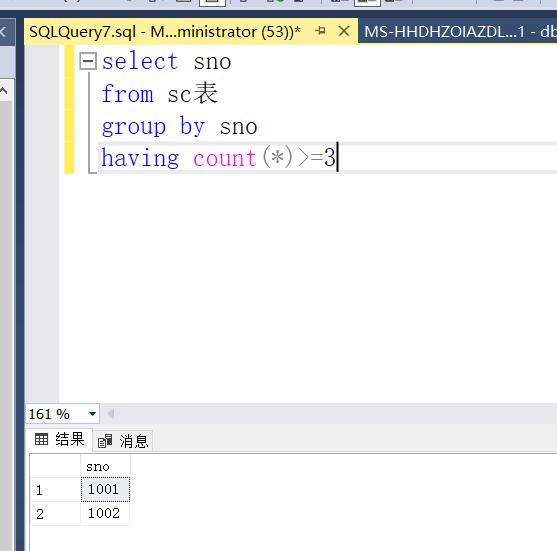 SQLQuery7.sql - M...ministrator (53))*
MS-HHDHZOIAZDL...1 - db
select sno
from sc表
group by sno
having count(*)>=3
161 %
结果
消息
sno
1 1001
2 1002